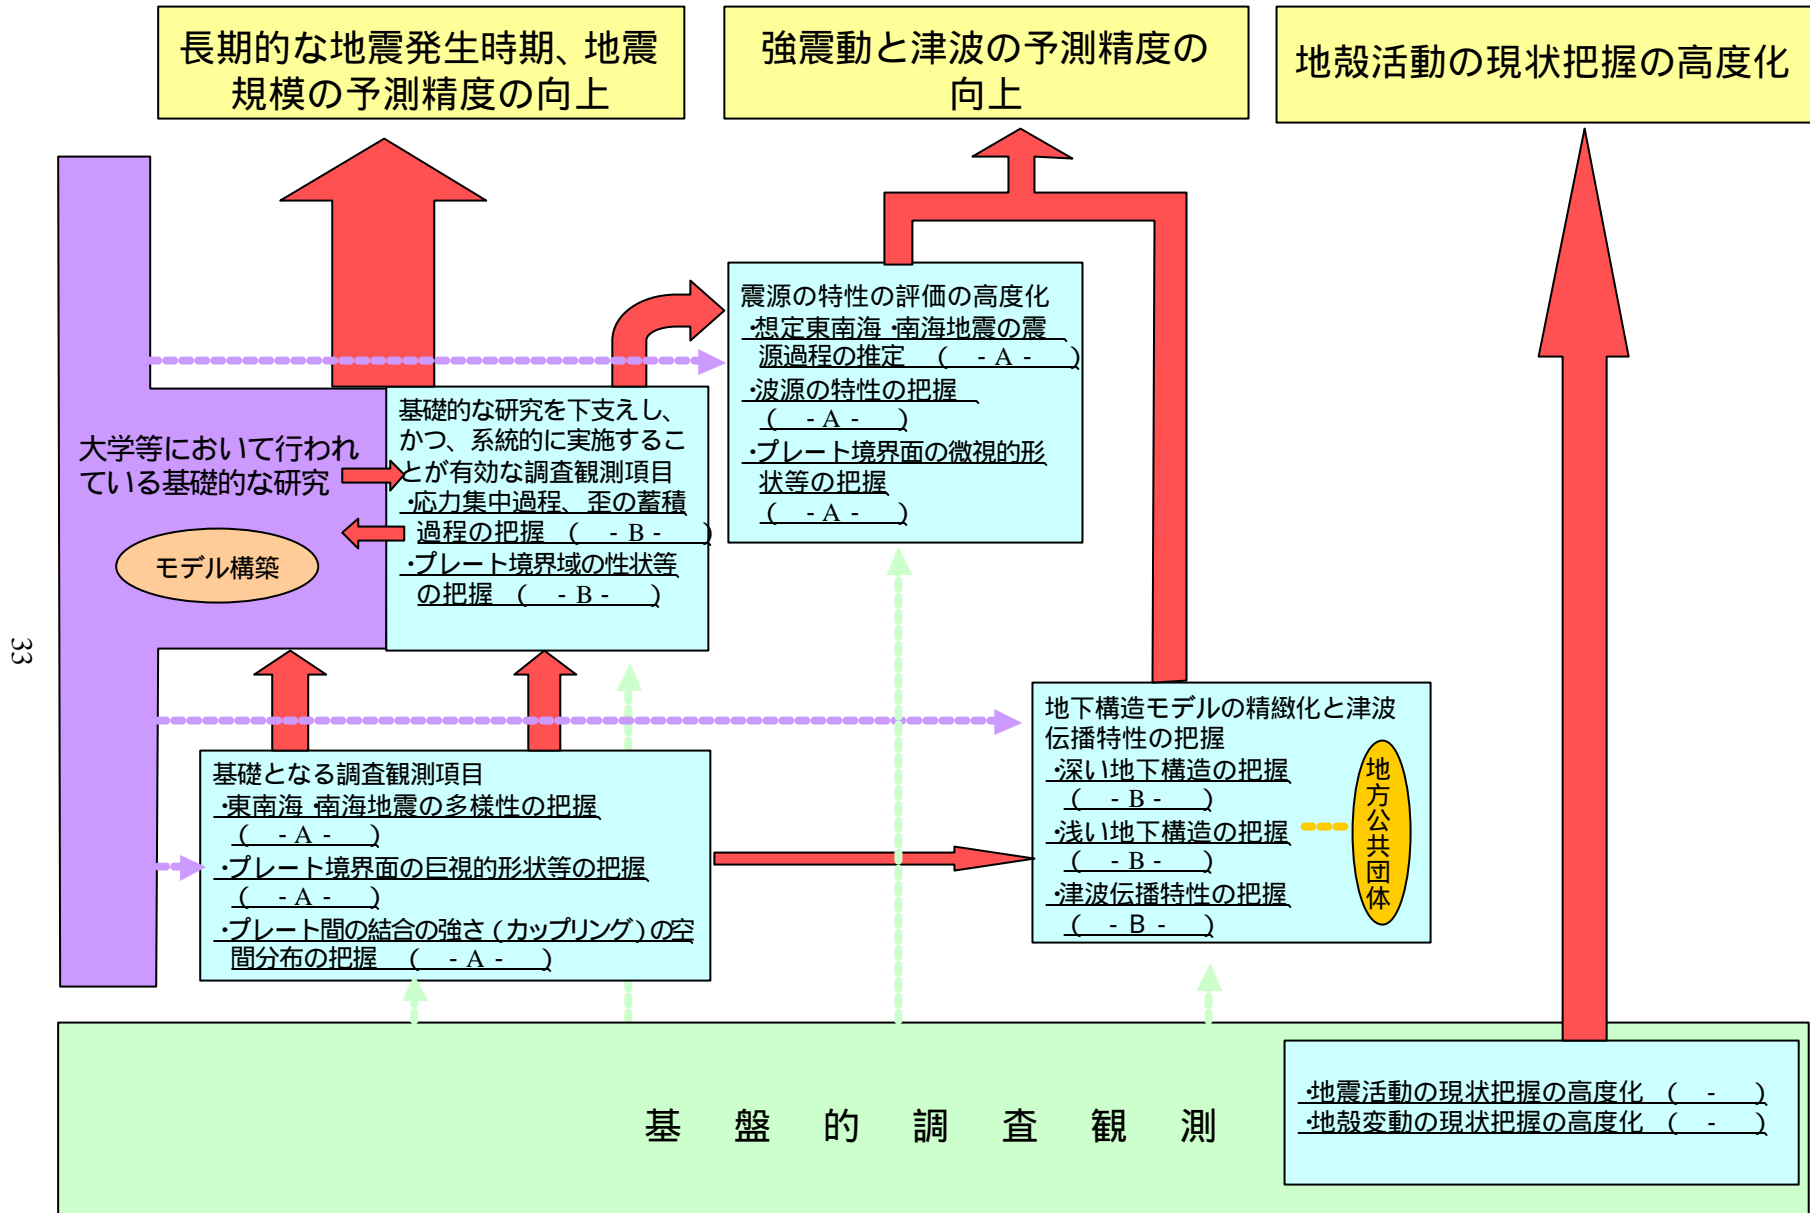 長期的な地震発生時期、地震
規模の予測精度の向上
強震動と津波の予測精度の
向上
地殻活動の現状把握の高度化
震源の特性の評価の高度化
・想定東南海・南海地震の震
源過程の推定 ( - A - )
・波源の特性の把握
( - A - )
・プレート境界面の微視的形
状等の把握
( - A - )
大学等において行われ
ている基礎的な研究
モデル構築
基礎的な研究を下支えし、
かつ、系統的に実施するこ
とが有効な調査観測項目
・応力集中過程、歪の蓄積
過程の把握 ( - B - )
・プレート境界域の性状等
の把握 ( - B - )
基礎となる調査観測項目
・東南海・南海地震の多様性の把握
( - A - )
・プレート境界面の巨視的形状等の把握
( - A - )
・プレート間の結合の強さ(カップリング)の空
間分布の把握 ( - A - )
地下構造モデルの精緻化と津波
伝播特性の把握
・深い地下構造の把握
( - B - )
・浅い地下構造の把握
( - B - )
・津波伝播特性の把握
( - B - )
地方公共団体
基盤的調査観測
・地震活動の現状把握の高度化 ( - )
・地殻変動の現状把握の高度化 ( - )
33